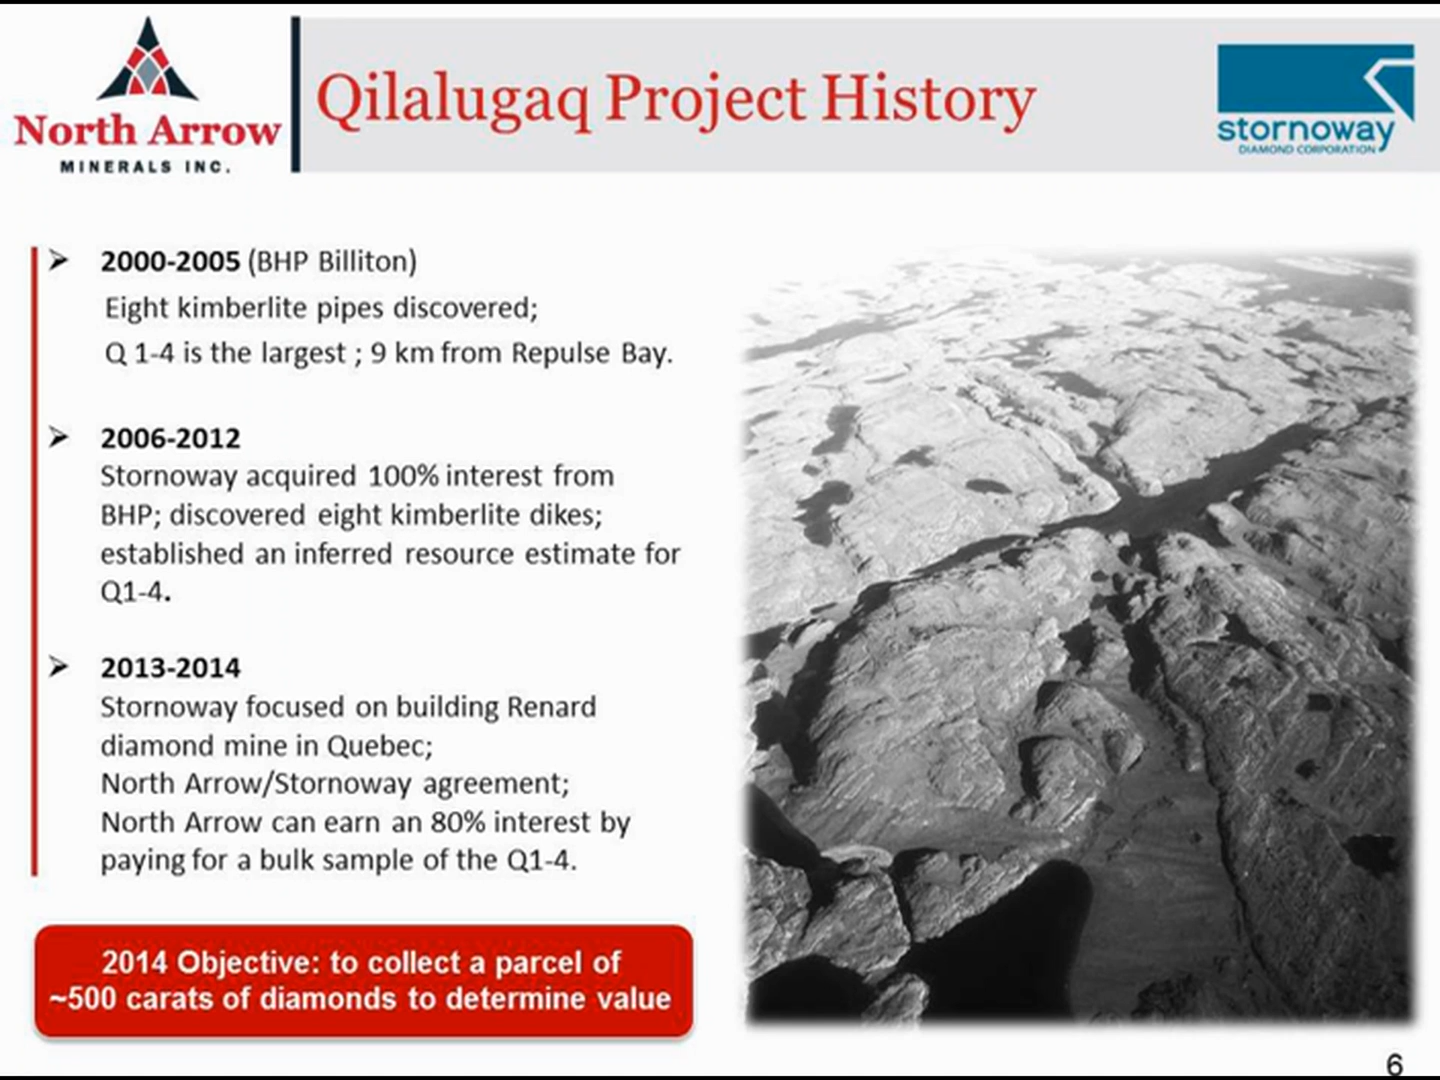 North Arrow
MINERALS INC.
Qilalugaq Project History
stornoway
DIAMOND CORPORATION
➢ 2000-2005 (BHP Billiton)
Eight kimberlite pipes discovered;
Q 1-4 is the largest ; 9 km from Repulse Bay.
➢ 2006-2012
Stornoway acquired 100% interest from
BHP; discovered eight kimberlite dikes;
established an inferred resource estimate for
Q1-4.
➢ 2013-2014
Stornoway focused on building Renard
diamond mine in Quebec;
North Arrow/Stornoway agreement;
North Arrow can earn an 80% interest by
paying for a bulk sample of the Q1-4.
2014 Objective: to collect a parcel of
~500 carats of diamonds to determine value
6